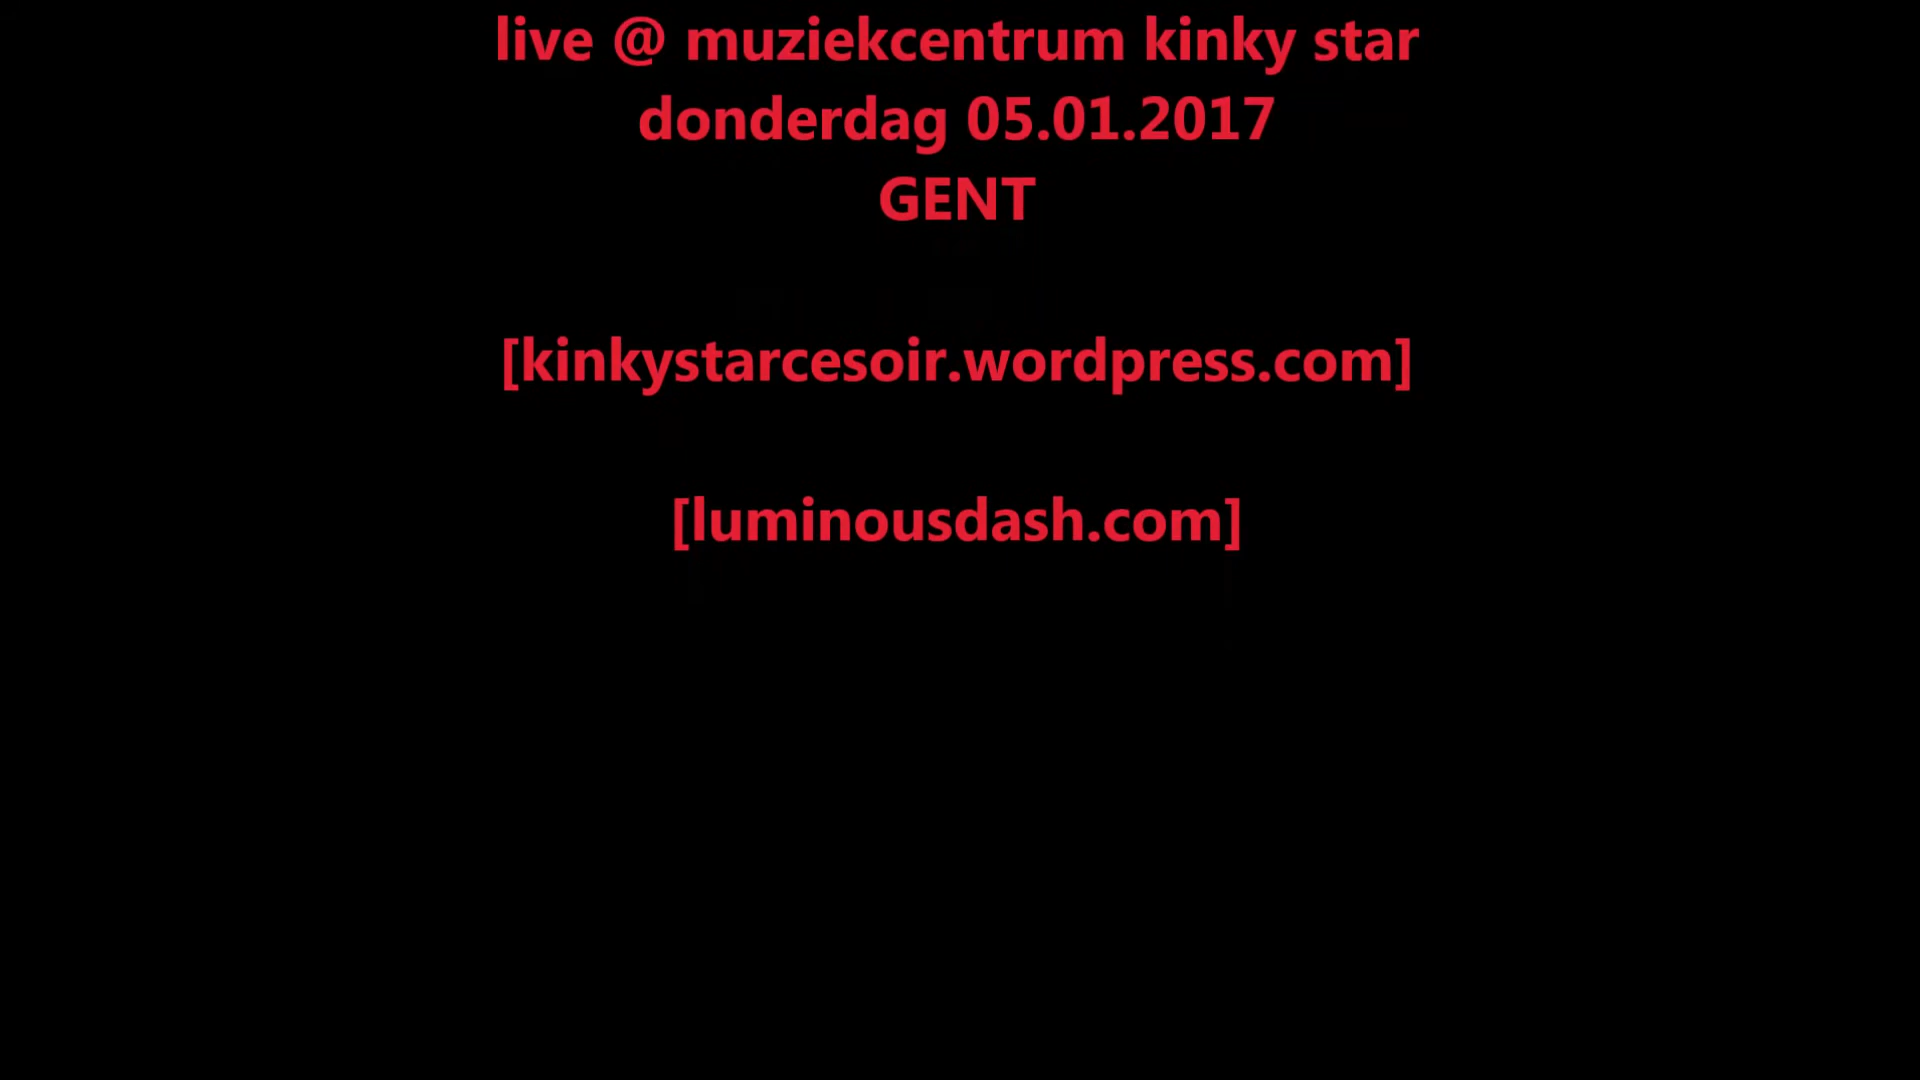 live @ muziekcentrum kinky star
donderdag 05.01.2017
GENT
[kinkystarcesoir.wordpress.com]
[luminousdash.com]